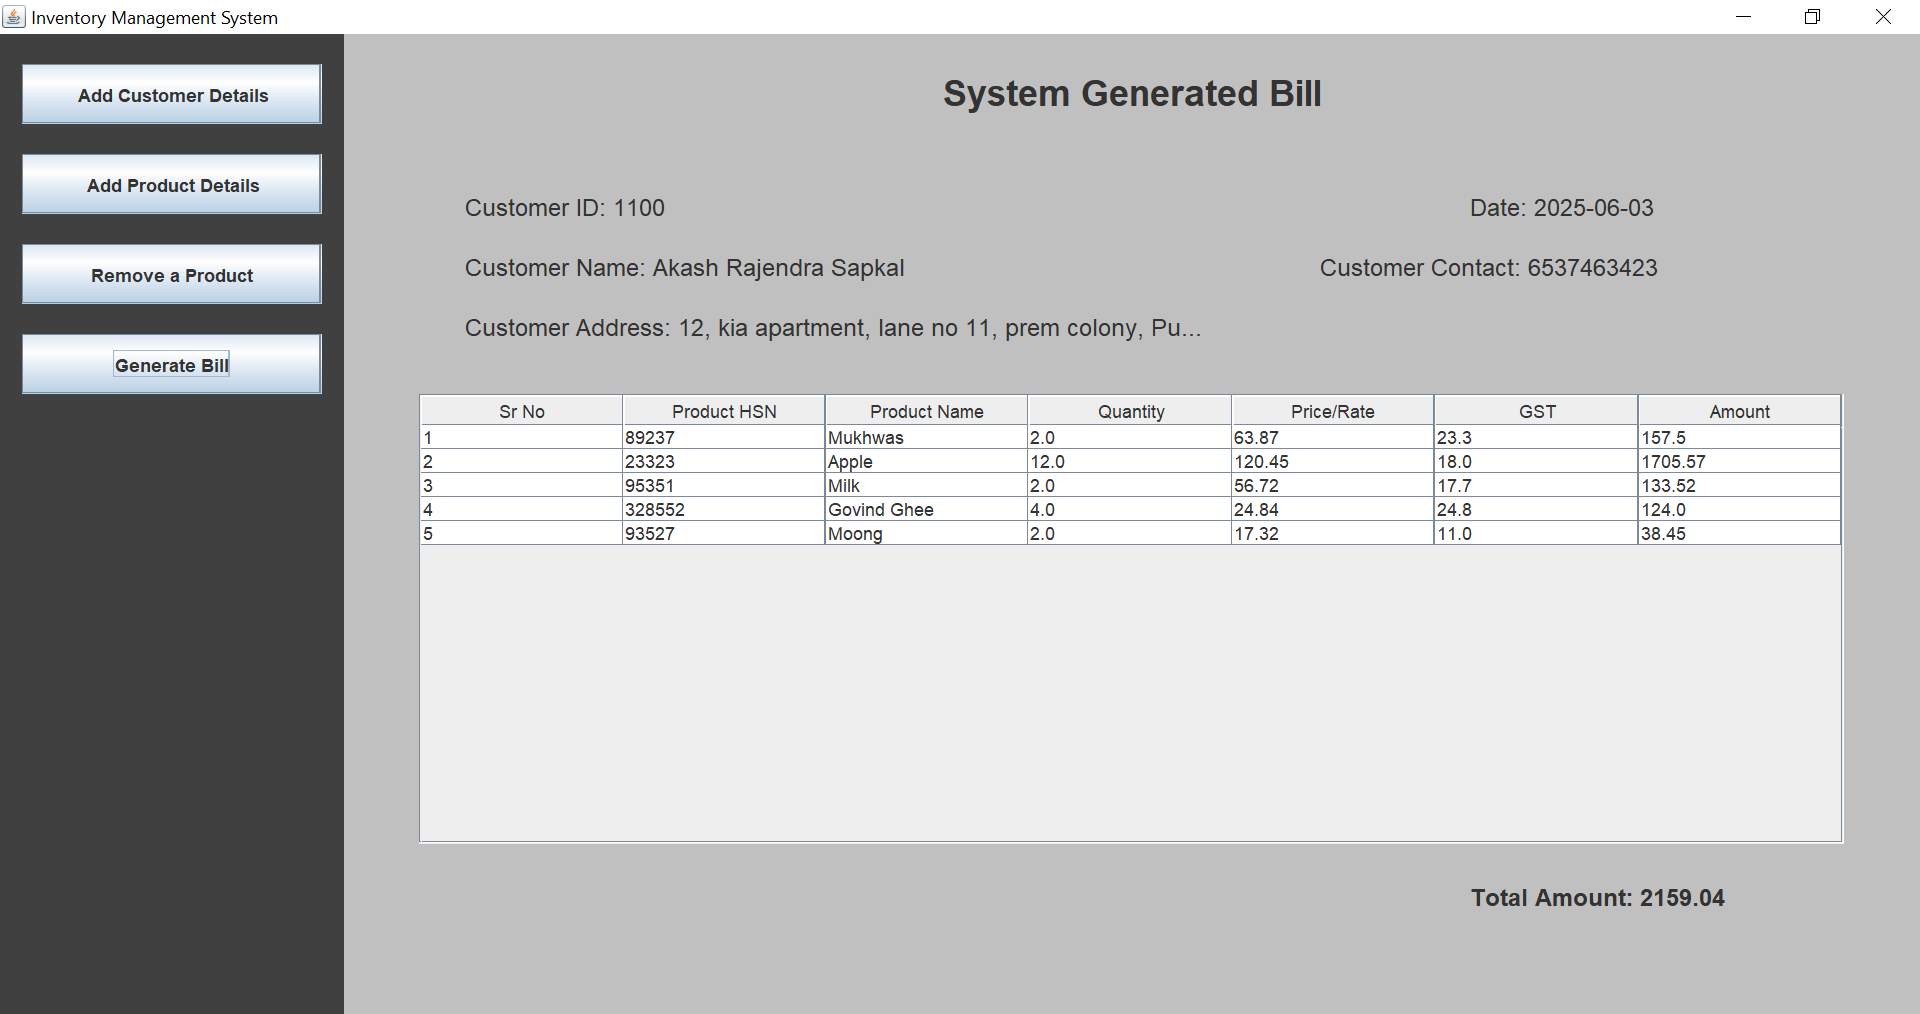 Inventory Management System
Add Customer Details
Add Product Details
Remove a Product
Generate Bill
System Generated Bill
Customer ID: 1100 Date: 2025-06-03
Customer Name: Akash Rajendra Sapkal Customer Contact: 6537463423
Customer Address: 12, kia apartment, lane no 11, prem colony, Pu...
Sr No Product HSN Product Name Quantity Price/Rate GST Amount
1 89237 Mukhwas 2.0 63.87 23.3 157.5
2 23323 Apple 12.0 120.45 18.0 1705.57
3 95351 Milk 2.0 56.72 17.7 133.52
4 328552 Govind Ghee 4.0 24.84 24.8 124.0
5 93527 Moong 2.0 17.32 11.0 38.45
Total Amount: 2159.04